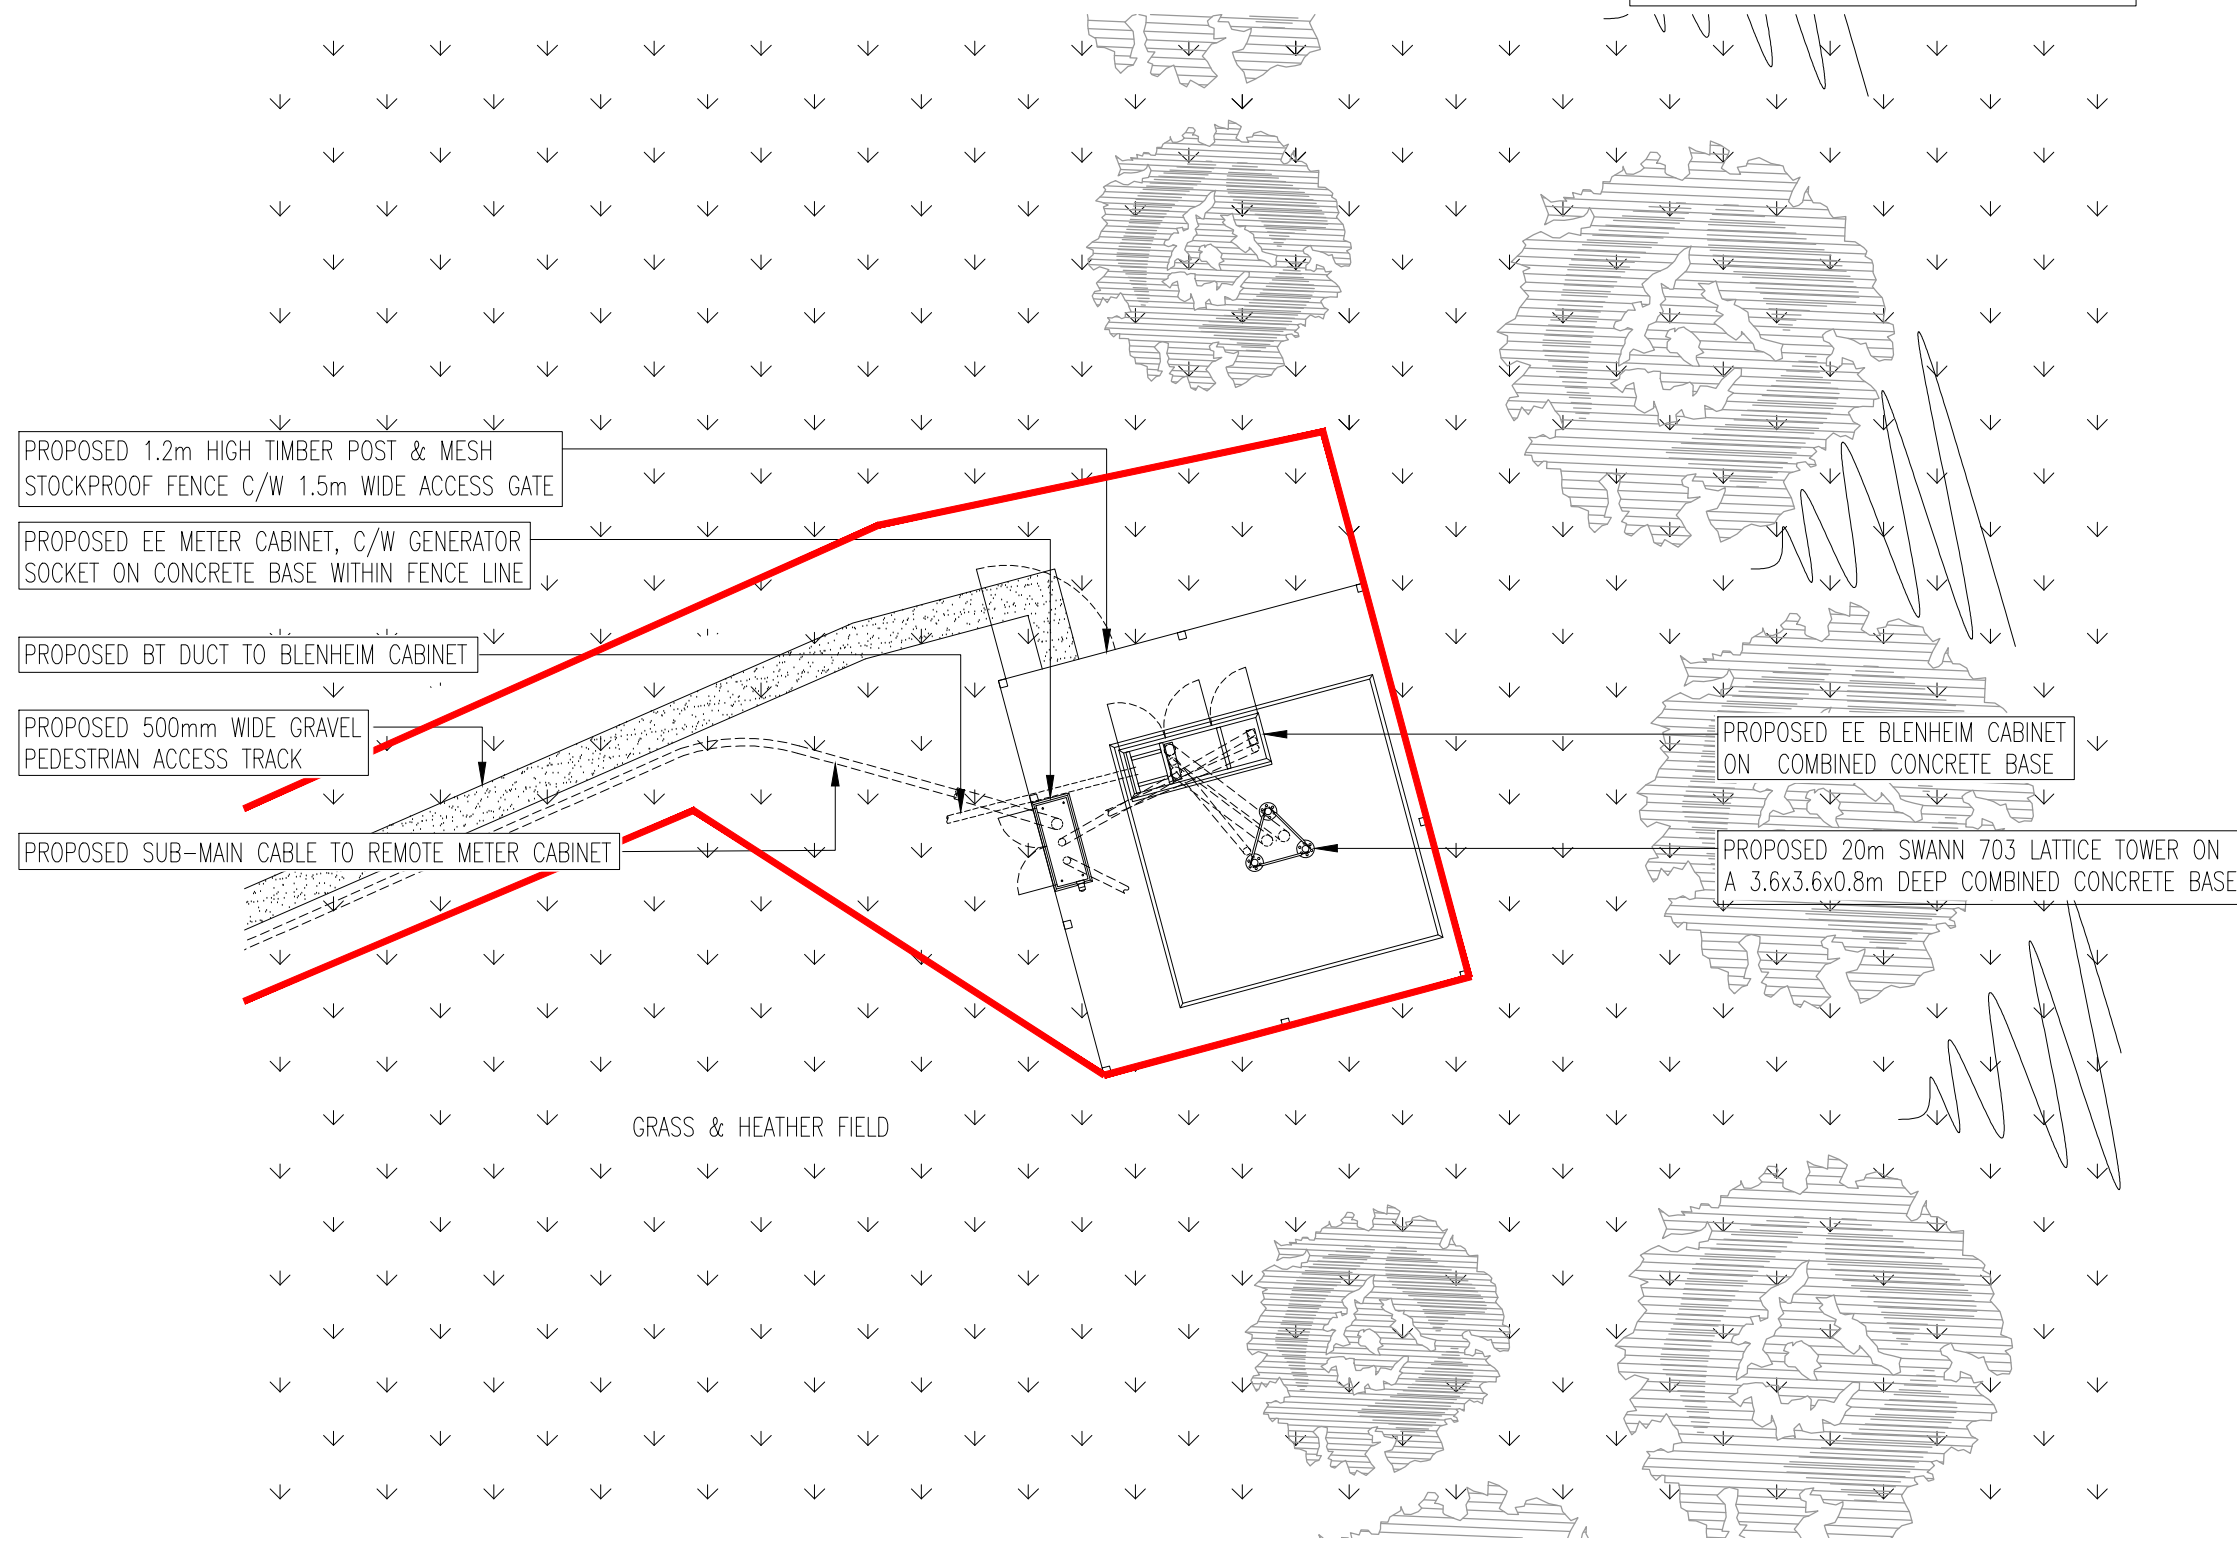 PROPOSED 1.2m HIGH TIMBER POST & MESH
STOCKPROOF FENCE C/W 1.5m WIDE ACCESS GATE
PROPOSED EE METER CABINET, C/W GENERATOR
SOCKET ON CONCRETE BASE WITHIN FENCE LINE
PROPOSED BT DUCT TO BLENHEIM CABINET
PROPOSED 500mm WIDE GRAVEL
PEDESTRIAN ACCESS TRACK
PROPOSED SUB-MAIN CABLE TO REMOTE METER CABINET
PROPOSED EE BLENHEIM CABINET
ON COMBINED CONCRETE BASE
PROPOSED 20m SWANN 703 LATTICE TOWER ON
A 3.6x3.6x0.8m DEEP COMBINED CONCRETE BASE
GRASS & HEATHER FIELD